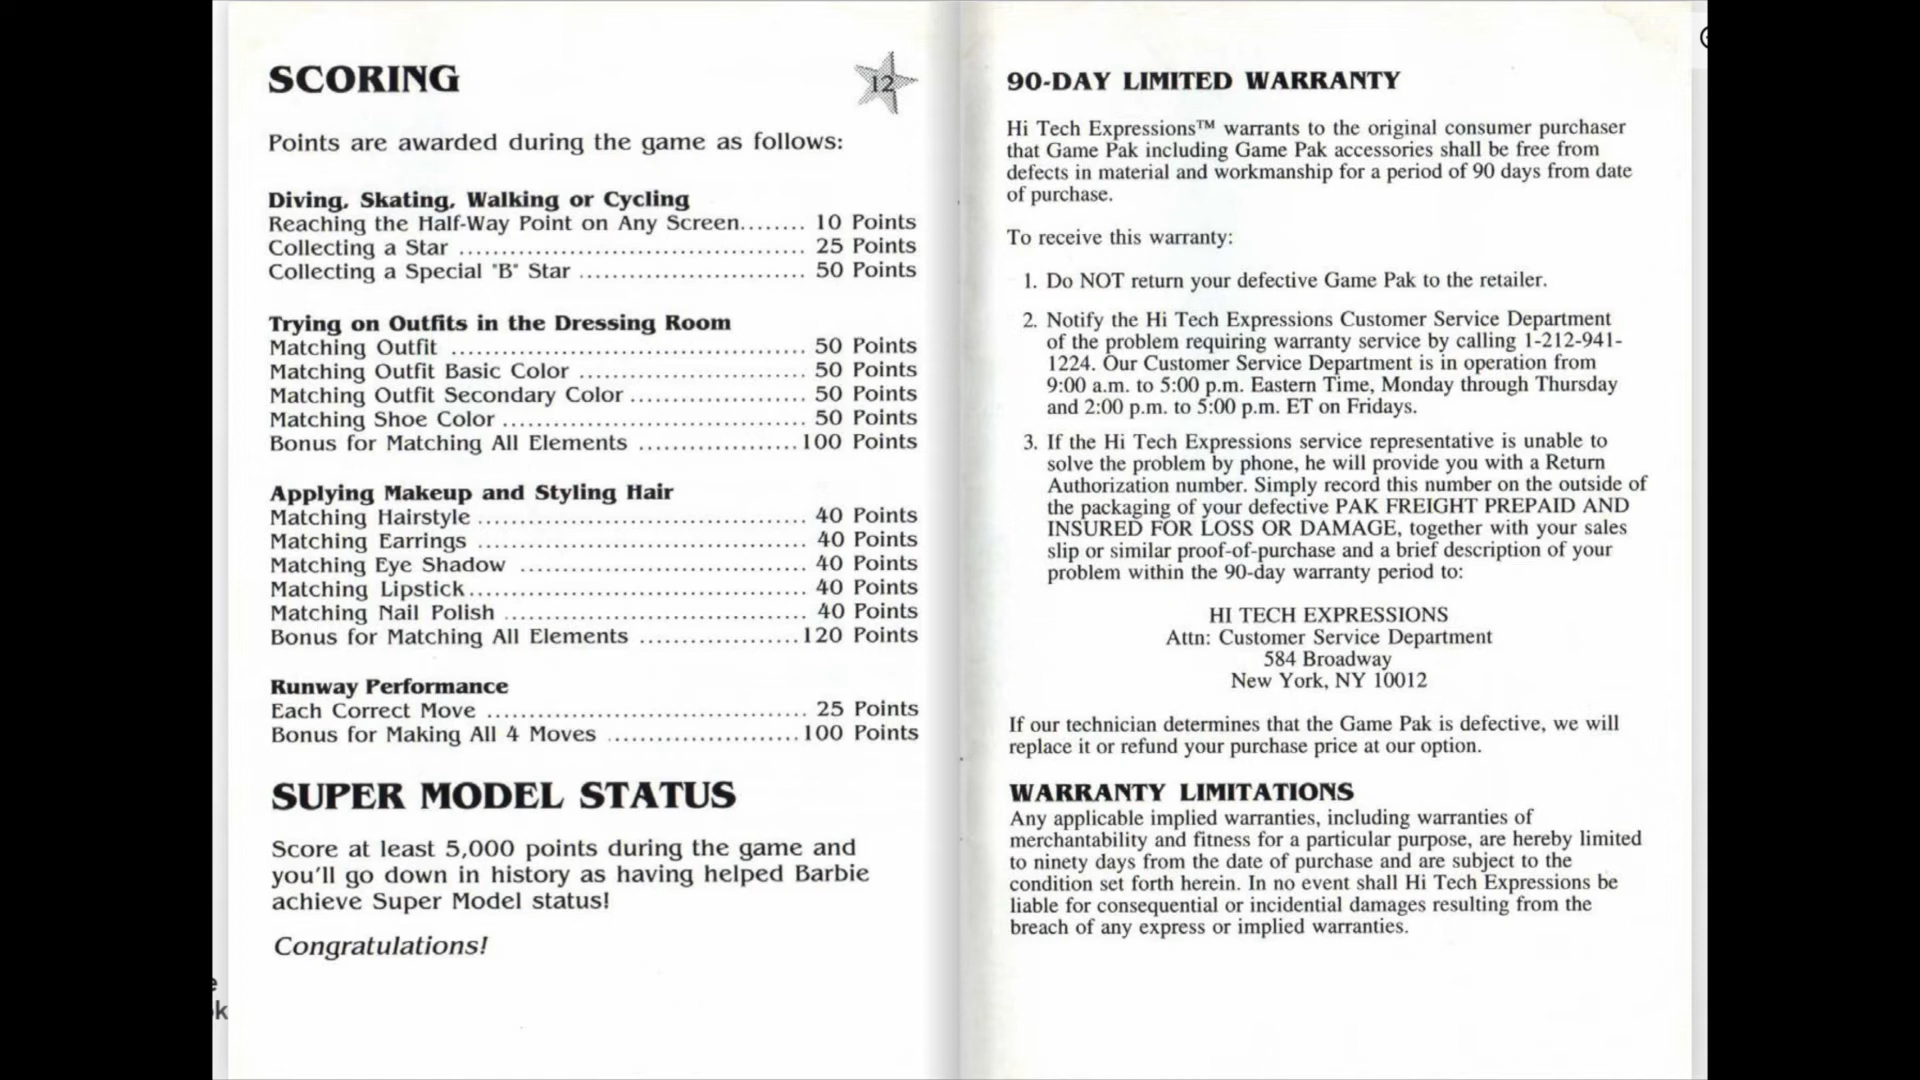 SCORING
12
Points are awarded during the game as follows:
Diving, Skating, Walking or Cycling
Reaching the Half-Way Point on Any Screen........ 10 Points
Collecting a Star ......................................... 25 Points
Collecting a Special "B" Star ........................... 50 Points
Trying on Outfits in the Dressing Room
Matching Outfit .......................................... 50 Points
Matching Outfit Basic Color ........................... 50 Points
Matching Outfit Secondary Color ..................... 50 Points
Matching Shoe Color .................................... 50 Points
Bonus for Matching All Elements ................... 100 Points
Applying Makeup and Styling Hair
Matching Hairstyle ....................................... 40 Points
Matching Earrings ....................................... 40 Points
Matching Eye Shadow .................................. 40 Points
Matching Lipstick........................................ 40 Points
Matching Nail Polish .................................... 40 Points
Bonus for Matching All Elements ................... 120 Points
Runway Performance
Each Correct Move ...................................... 25 Points
Bonus for Making All 4 Moves ....................... 100 Points
SUPER MODEL STATUS
Score at least 5,000 points during the game and
you'll go down in history as having helped Barbie
achieve Super Model status!
Congratulations!
e
ok
90-DAY LIMITED WARRANTY
Hi Tech Expressions™ warrants to the original consumer purchaser
that Game Pak including Game Pak accessories shall be free from
defects in material and workmanship for a period of 90 days from date
of purchase.
To receive this warranty:
1. Do NOT return your defective Game Pak to the retailer.
2. Notify the Hi Tech Expressions Customer Service Department
of the problem requiring warranty service by calling 1-212-941-
1224. Our Customer Service Department is in operation from
9:00 a.m. to 5:00 p.m. Eastern Time, Monday through Thursday
and 2:00 p.m. to 5:00 p.m. ET on Fridays.
3. If the Hi Tech Expressions service representative is unable to
solve the problem by phone, he will provide you with a Return
Authorization number. Simply record this number on the outside of
the packaging of your defective PAK FREIGHT PREPAID AND
INSURED FOR LOSS OR DAMAGE, together with your sales
slip or similar proof-of-purchase and a brief description of your
problem within the 90-day warranty period to:
HI TECH EXPRESSIONS
Attn: Customer Service Department
584 Broadway
New York, NY 10012
If our technician determines that the Game Pak is defective, we will
replace it or refund your purchase price at our option.
WARRANTY LIMITATIONS
Any applicable implied warranties, including warranties of
merchantability and fitness for a particular purpose, are hereby limited
to ninety days from the date of purchase and are subject to the
condition set forth herein. In no event shall Hi Tech Expressions be
liable for consequential or incidential damages resulting from the
breach of any express or implied warranties.